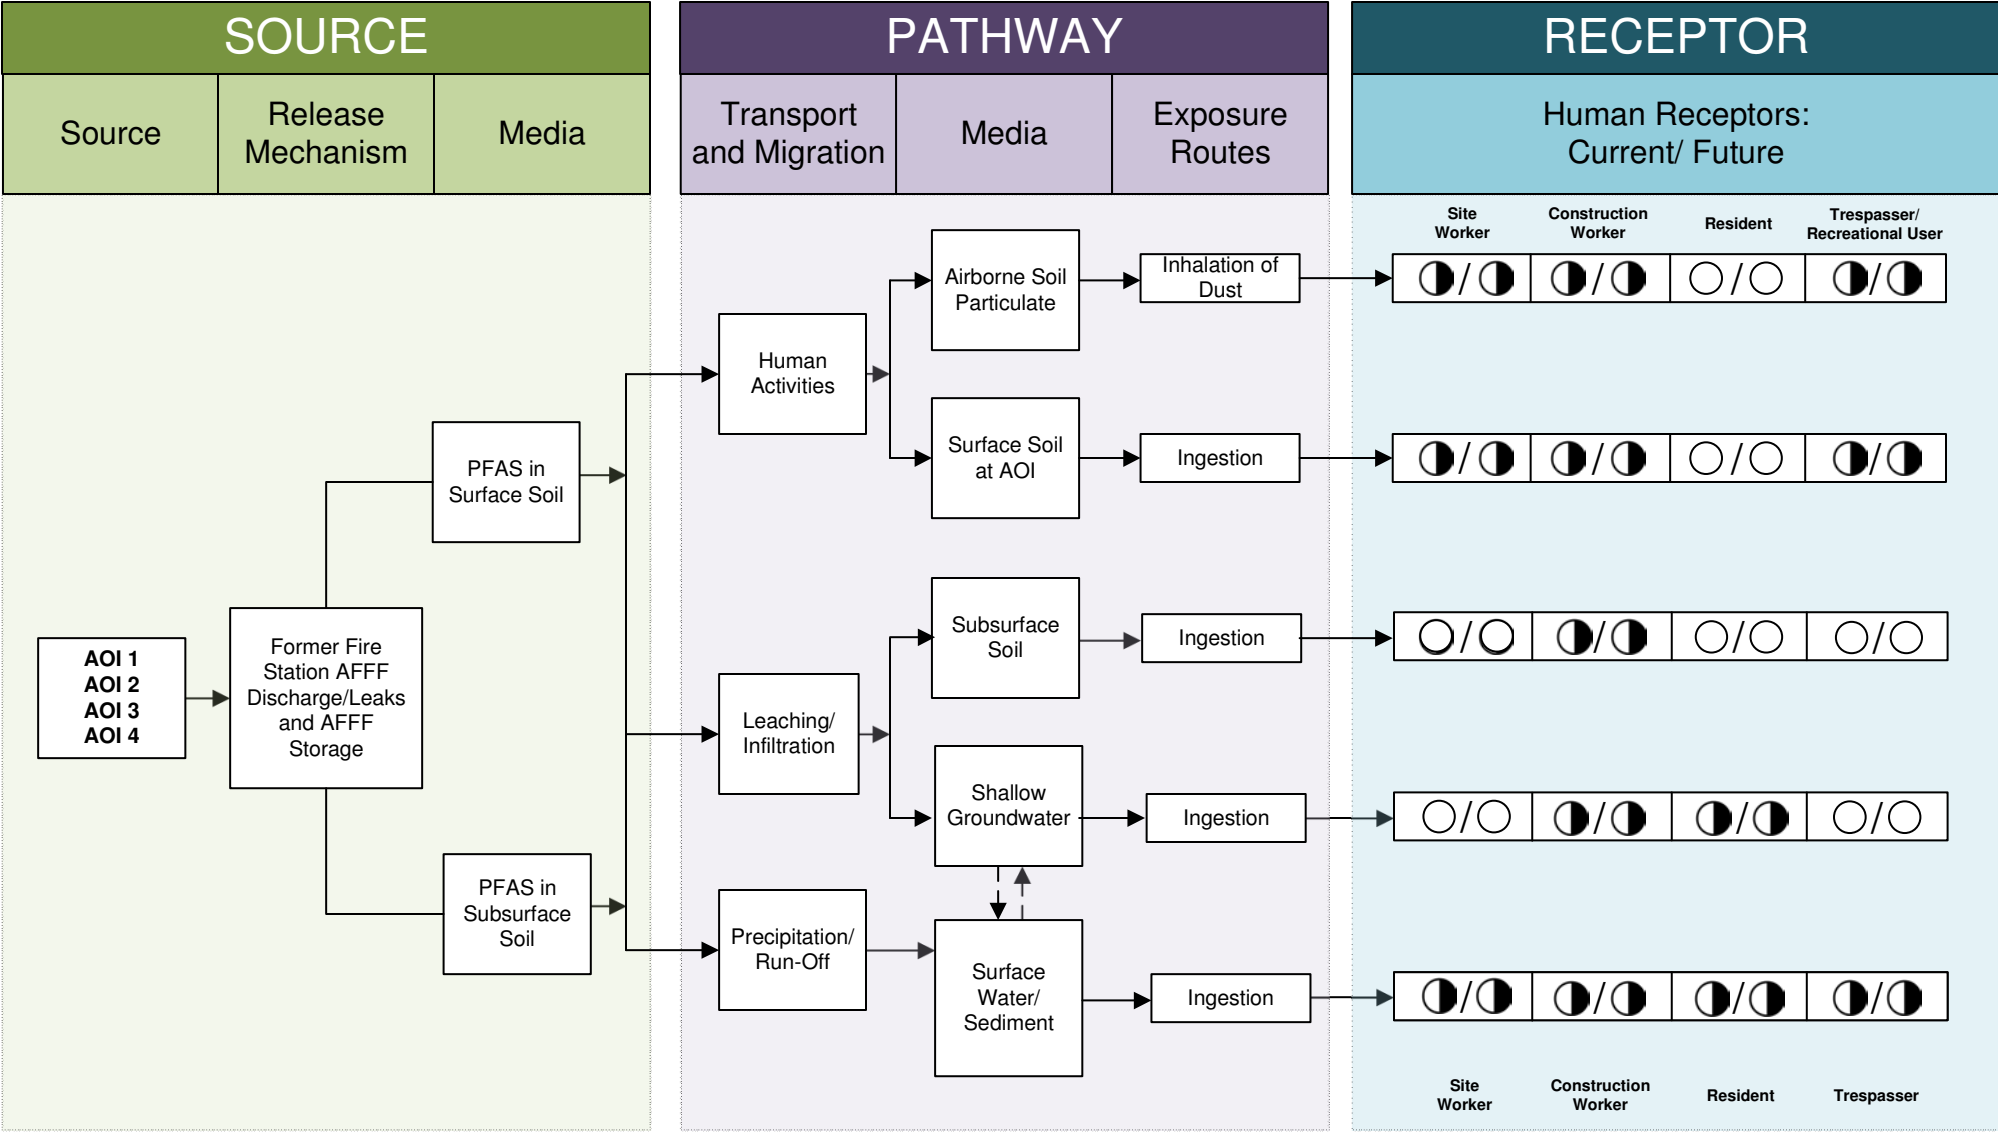 SOURCE
PATHWAY
RECEPTOR
Source
Release
Mechanism
Media
Transport
and Migration
Media
Exposure
Routes
Human Receptors:
Current/ Future
Site
Worker
Construction
Worker
Resident
Trespasser/
Recreational User
Airborne Soil
Particulate
Inhalation of
Dust
/
/
/
/
Human
Activities
Surface Soil
at AOI
Ingestion
/
/
/
/
PFAS in
Surface Soil
AOI 1
AOI 2
AOI 3
AOI 4
Former Fire
Station AFFF
Discharge/Leaks
and AFFF
Storage
Subsurface
Soil
Ingestion
/
/
/
/
Leaching/
Infiltration
Shallow
Groundwater
Ingestion
/
/
/
/
PFAS in
Subsurface
Soil
Precipitation/
Run-Off
Surface
Water/
Sediment
Ingestion
/
/
/
/
Site
Worker
Construction
Worker
Resident
Trespasser